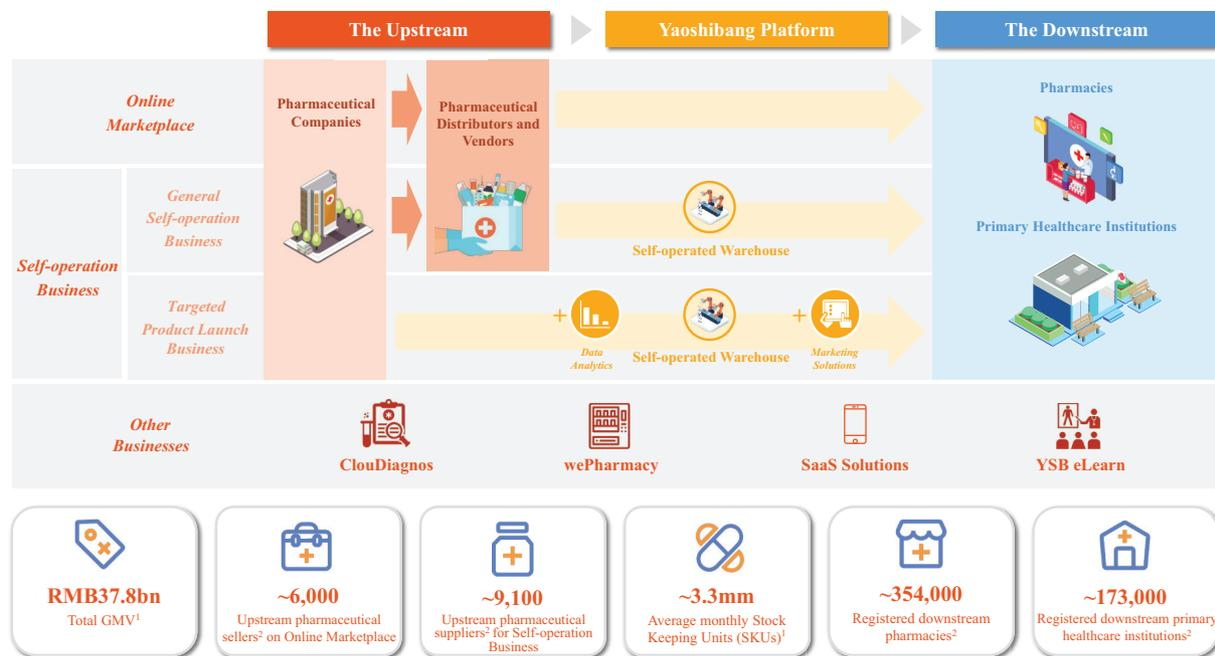 The Upstream
Yaoshibang Platform
The Downstream
Online
Marketplace
Pharmaceutical
Companies
Pharmaceutical
Distributors and
Vendors
Pharmacies
General
Self-operation
Business
Self-operated Warehouse
Primary Healthcare Institutions
Self-operation
Business
Targeted
Product Launch
Business
+
Data
Analytics
Self-operated Warehouse
+
Marketing
Solutions
Other
Businesses
ClouDiagnos
wePharmacy
SaaS Solutions
YSB eLearn
RMB37.8bn
Total GMV¹
~6,000
Upstream pharmaceutical
sellers² on Online Marketplace
~9,100
Upstream pharmaceutical
suppliers² for Self-operation
Business
~3.3mm
Average monthly Stock
Keeping Units (SKUs)¹
~354,000
Registered downstream
pharmacies²
~173,000
Registered downstream primary
healthcare institutions²